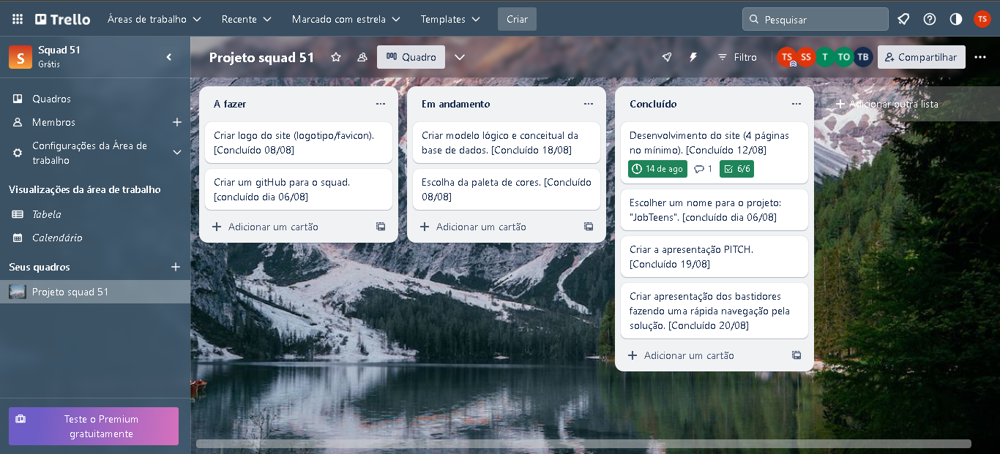 Trello
Áreas de trabalho
Recente
Marcado com estrela
Templates
Criar
Pesquisar
TS
S
Squad 51
Grátis
Projeto squad 51
Quadro
Filtro
TS
SS
T
TO
TB
Compartilhar
Quadros
Membros
Configurações da Área de
trabalho
Visualizações da área de trabalho
Tabela
Calendário
Seus quadros
Projeto squad 51
Teste o Premium
gratuitamente
A fazer
Criar logo do site (logotipo/favicon).
[Concluído 08/08]
Criar um gitHub para o squad.
[concluído dia 06/08]
Adicionar um cartão
Em andamento
Criar modelo lógico e conceitual da
base de dados. [Concluído 18/08]
Escolha da paleta de cores. [Concluído
08/08]
Adicionar um cartão
Concluído
Desenvolvimento do site (4 páginas
no mínimo). [Concluído 12/08]
14 de ago
1
6/6
Escolher um nome para o projeto:
"JobTeens". [concluído dia 06/08]
Criar a apresentação PITCH.
[Concluído 19/08]
Criar apresentação dos bastidores
fazendo uma rápida navegação pela
solução. [Concluído 20/08]
Adicionar um cartão
Adicionar outra lista